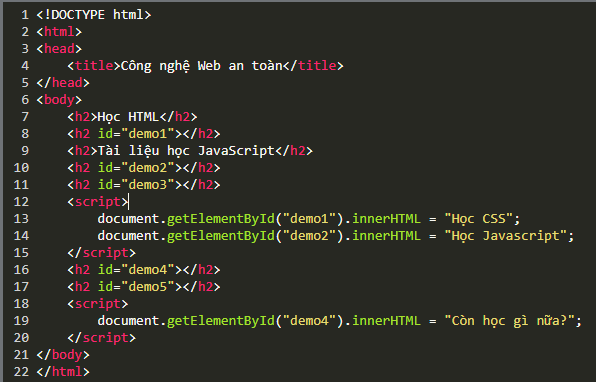 1 <!DOCTYPE html>
2 <html>
3 <head>
4     <title>Công nghệ Web an toàn</title>
5 </head>
6 <body>
7     <h2>Học HTML</h2>
8     <h2 id="demo1"></h2>
9     <h2>Tài liệu học JavaScript</h2>
10     <h2 id="demo2"></h2>
11     <h2 id="demo3"></h2>
12     <script>
13         document.getElementById("demo1").innerHTML = "Học CSS";
14         document.getElementById("demo2").innerHTML = "Học Javascript";
15     </script>
16     <h2 id="demo4"></h2>
17     <h2 id="demo5"></h2>
18     <script>
19         document.getElementById("demo4").innerHTML = "Còn học gì nữa?";
20     </script>
21 </body>
22 </html>